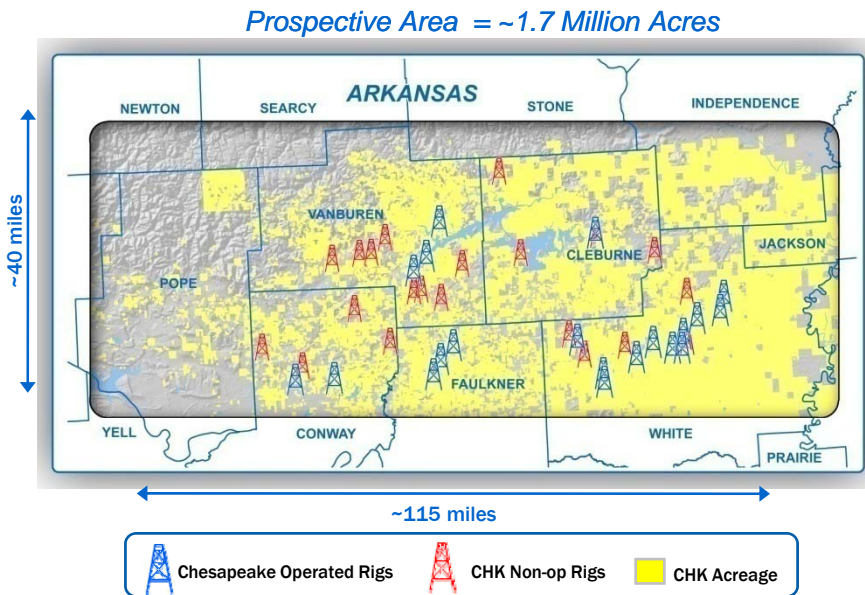 Prospective Area = ~1.7 Million Acres
ARKANSAS
NEWTON
SEARCY
STONE
INDEPENDENCE
VANBUREN
CLEBURNE
JACKSON
POPE
FAULKNER
YELL
CONWAY
WHITE
PRAIRIE
~40 miles
~115 miles
Chesapeake Operated Rigs
CHK Non-op Rigs
CHK Acreage